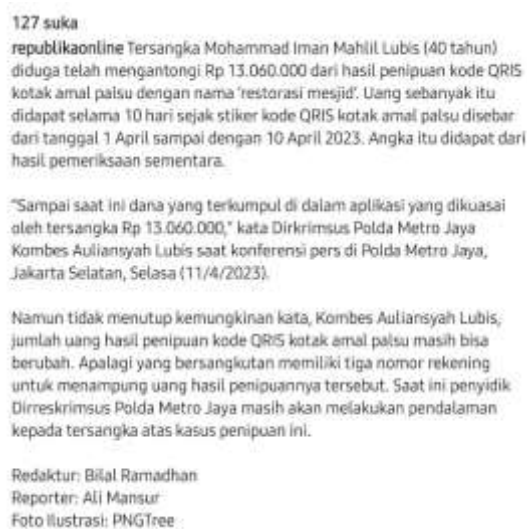 127 suka
republikaonline Tersangka Mohammad Iman Mahlil Lubis (40 tahun)
diduga telah mengantongi Rp 13.060.000 dari hasil penipuan kode QRIS
kotak amal palsu dengan nama 'restorasi mesjid'. Uang sebanyak itu
didapat selama 10 hari sejak stiker kode QRIS kotak amal palsu disebar
dari tanggal 1 April sampai dengan 10 April 2023. Angka itu didapat dari
hasil pemeriksaan sementara.
"Sampai saat ini dana yang terkumpul di dalam aplikasi yang dikuasai
oleh tersangka Rp 13.060.000," kata Dirkrimsus Polda Metro Jaya
Kombes Auliansyah Lubis saat konferensi pers di Polda Metro Jaya,
Jakarta Selatan, Selasa (11/4/2023).
Namun tidak menutup kemungkinan kata, Kombes Auliansyah Lubis,
jumlah uang hasil penipuan kode QRIS kotak amal palsu masih bisa
berubah. Apalagi yang bersangkutan memiliki tiga nomor rekening
untuk menampung uang hasil penipuannya tersebut. Saat ini penyidik
Dirreskrimsus Polda Metro Jaya masih akan melakukan pendalaman
kepada tersangka atas kasus penipuan ini.
Redaktur: Bilal Ramadhan
Reporter: Ali Mansur
Foto Ilustrasi: PNGTree